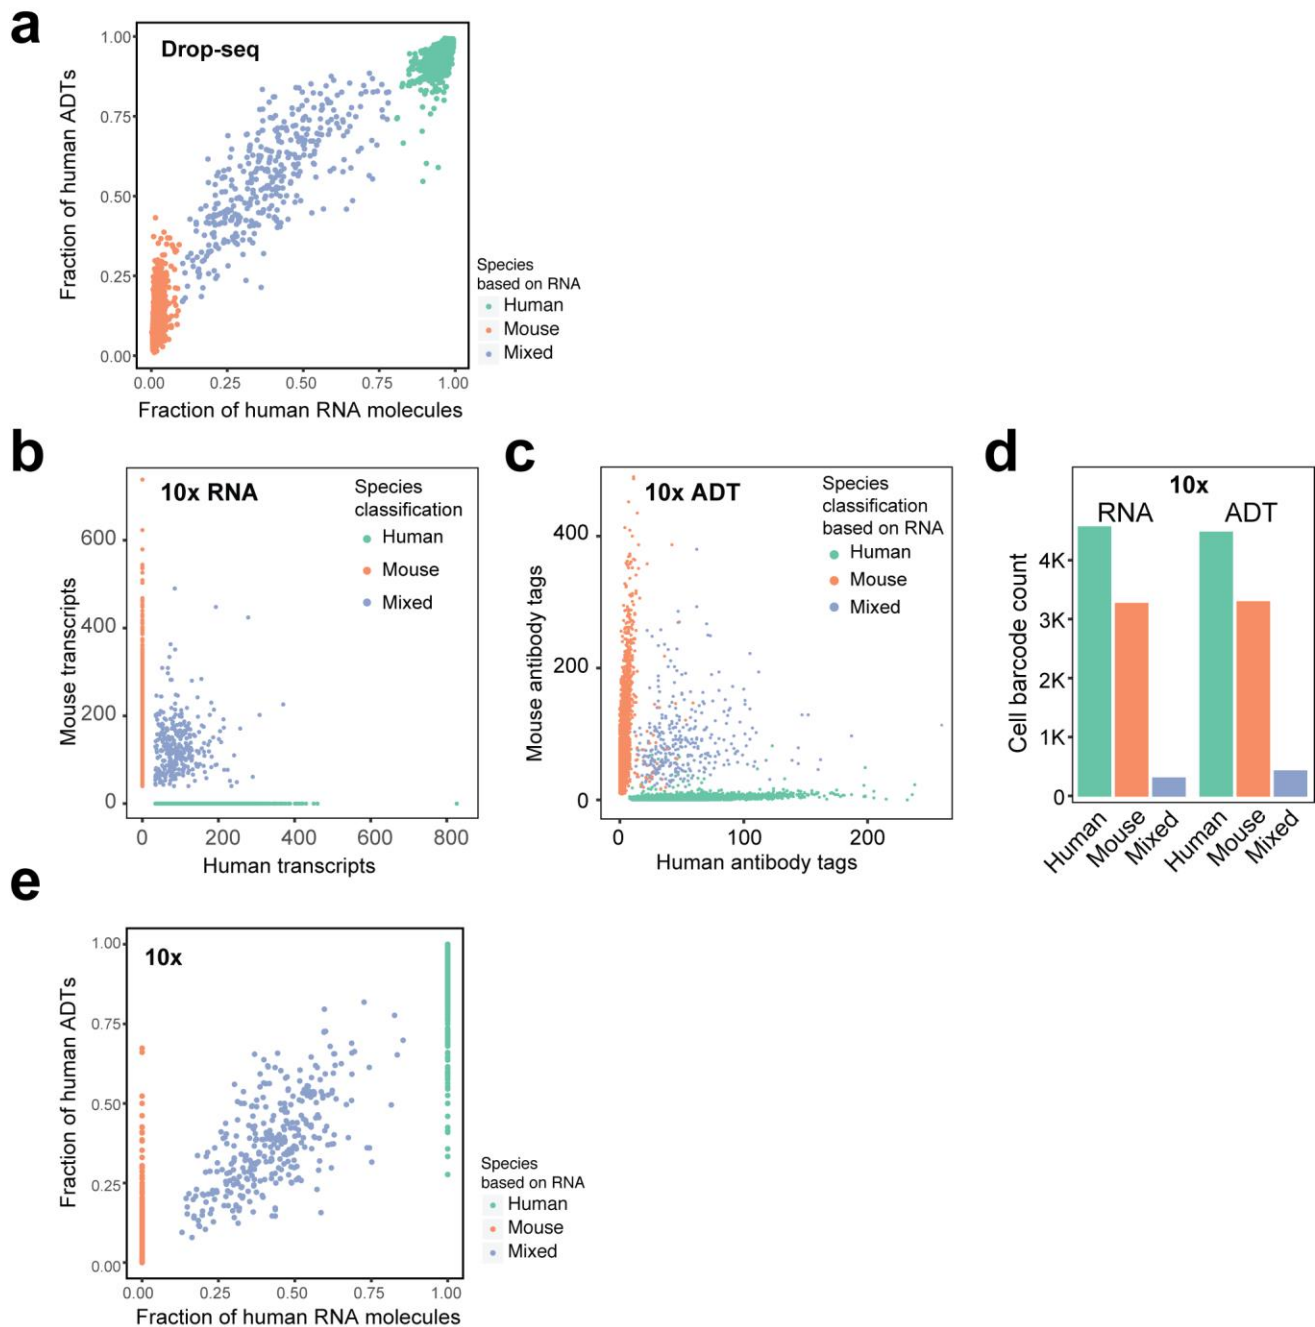 a
Drop-seq
Fraction of human ADTs
1.00
0.75
0.50
0.25
0.00
0.00 0.25 0.50 0.75 1.00
Fraction of human RNA molecules
Species
based on RNA
Human
Mouse
Mixed
b
10x RNA
Species
classification
Human
Mouse
Mixed
Mouse transcripts
600
400
200
0
0 200 400 600 800
Human transcripts
c
10x ADT
Species
classification
based on RNA
Human
Mouse
Mixed
Mouse antibody tags
400
200
0
0 100 200
Human antibody tags
d
10x
RNA ADT
Cell barcode count
4K
3K
2K
1K
0
Human Mouse Mixed Human Mouse Mixed
e
10x
Fraction of human ADTs
1.00
0.75
0.50
0.25
0.00
0.00 0.25 0.50 0.75 1.00
Fraction of human RNA molecules
Species
based on RNA
Human
Mouse
Mixed